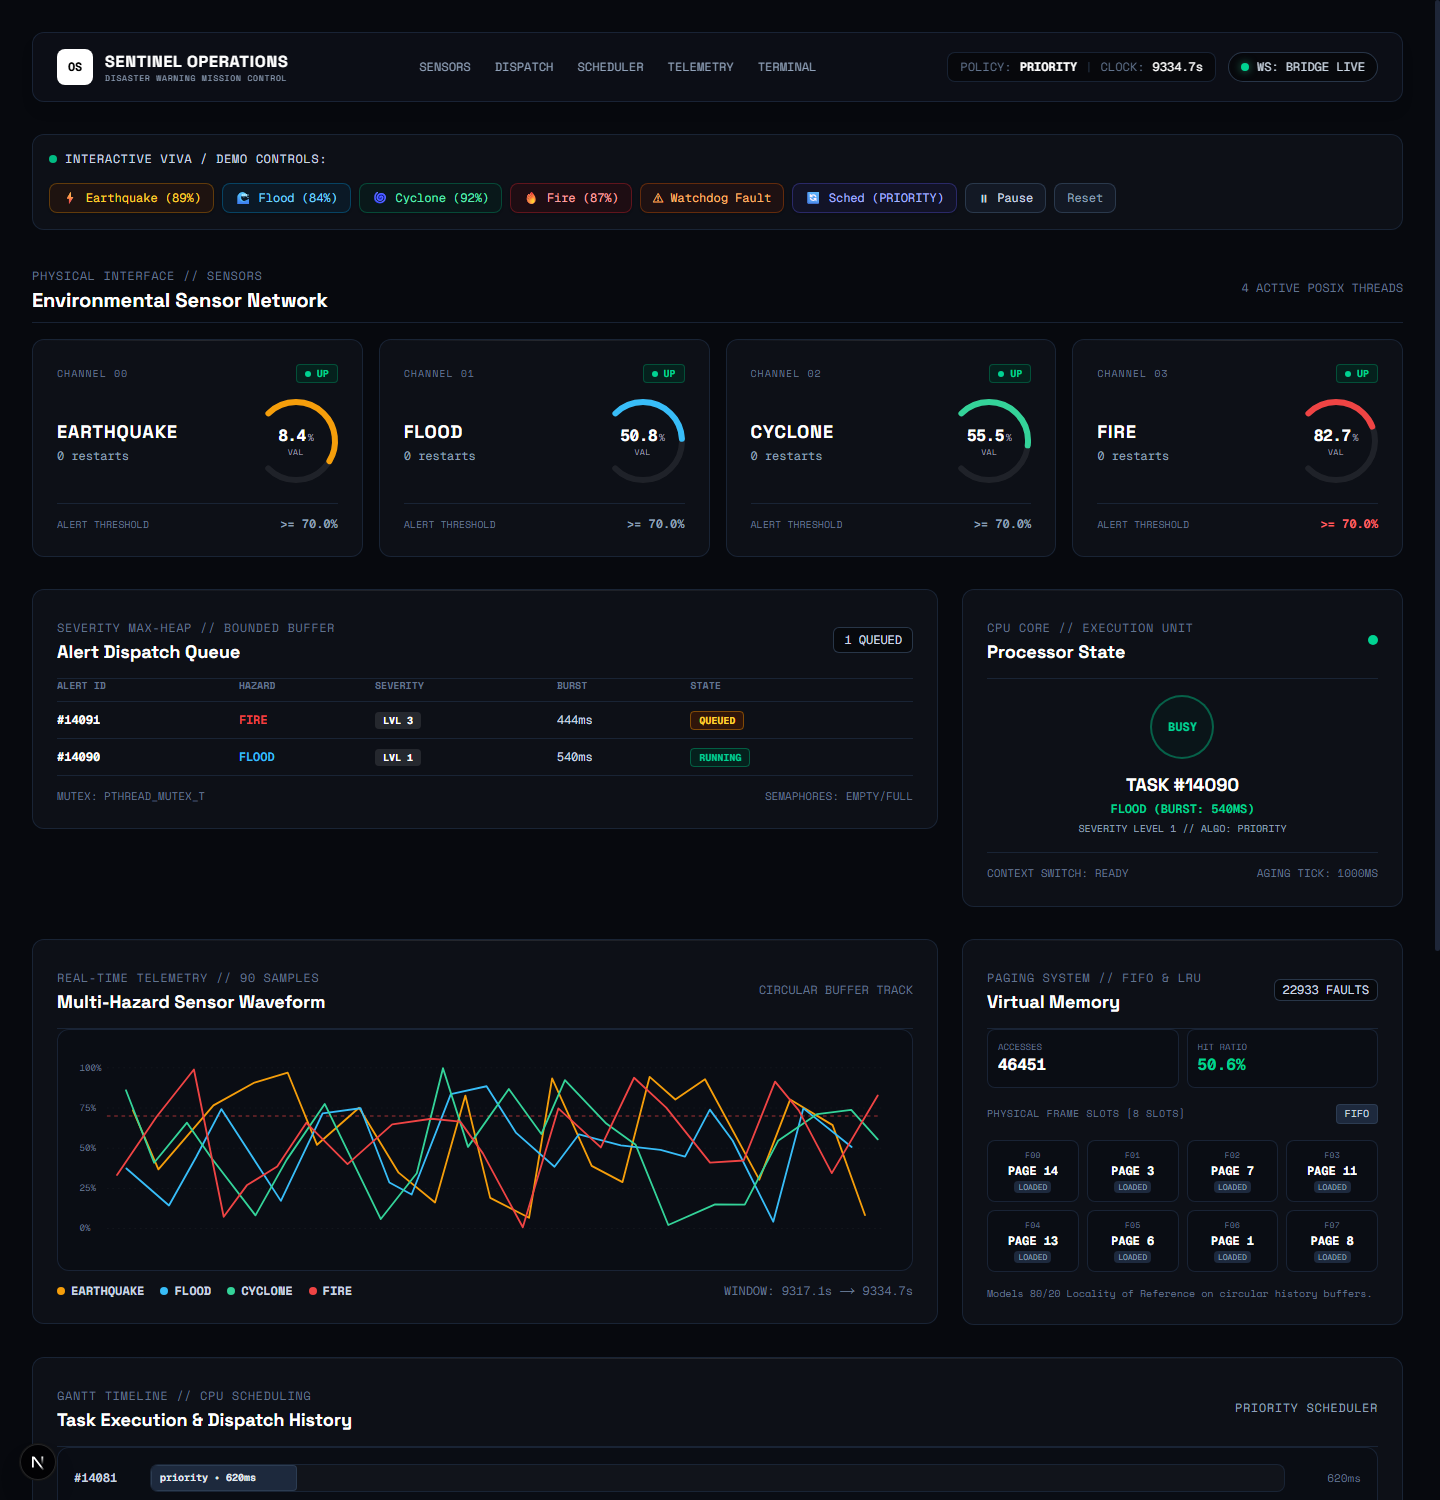 OS
SENTINEL OPERATIONS
DISASTER WARNING MISSION CONTROL
SENSORS DISPATCH SCHEDULER TELEMETRY TERMINAL
POLICY: PRIORITY | CLOCK: 9334.7s
WS: BRIDGE LIVE
INTERACTIVE VIVA / DEMO CONTROLS:
Earthquake (89%) Flood (84%) Cyclone (92%) Fire (87%) Watchdog Fault Sched (PRIORITY) Pause Reset
PHYSICAL INTERFACE // SENSORS
Environmental Sensor Network
4 ACTIVE POSIX THREADS
CHANNEL 00
UP
EARTHQUAKE
0 restarts
8.4%
VAL
ALERT THRESHOLD >= 70.0%
CHANNEL 01
UP
FLOOD
0 restarts
50.8%
VAL
ALERT THRESHOLD >= 70.0%
CHANNEL 02
UP
CYCLONE
0 restarts
55.5%
VAL
ALERT THRESHOLD >= 70.0%
CHANNEL 03
UP
FIRE
0 restarts
82.7%
VAL
ALERT THRESHOLD >= 70.0%
SEVERITY MAX-HEAP // BOUNDED BUFFER
Alert Dispatch Queue
1 QUEUED
ALERT ID HAZARD SEVERITY BURST STATE
#14091 FIRE LVL 3 444ms QUEUED
#14090 FLOOD LVL 1 540ms RUNNING
MUTEX: PTHREAD_MUTEX_T SEMAPHORES: EMPTY/FULL
CPU CORE // EXECUTION UNIT
Processor State
BUSY
TASK #14090
FLOOD (BURST: 540MS)
SEVERITY LEVEL 1 // ALGO: PRIORITY
CONTEXT SWITCH: READY AGING TICK: 1000MS
REAL-TIME TELEMETRY // 90 SAMPLES
Multi-Hazard Sensor Waveform
CIRCULAR BUFFER TRACK
100%
75%
50%
25%
0%
EARTHQUAKE FLOOD CYCLONE FIRE
WINDOW: 9317.1s → 9334.7s
PAGING SYSTEM // FIFO & LRU
Virtual Memory
22933 FAULTS
ACCESSES
46451
HIT RATIO
50.6%
PHYSICAL FRAME SLOTS [8 SLOTS]
FIFO
F00 F01 F02 F03
PAGE 14 PAGE 3 PAGE 7 PAGE 11
LOADED LOADED LOADED LOADED
F04 F05 F06 F07
PAGE 13 PAGE 6 PAGE 1 PAGE 8
LOADED LOADED LOADED LOADED
Models 80/20 Locality of Reference on circular history buffers.
GANTT TIMELINE // CPU SCHEDULING
Task Execution & Dispatch History
PRIORITY SCHEDULER
N
#14081 priority • 620ms 620ms